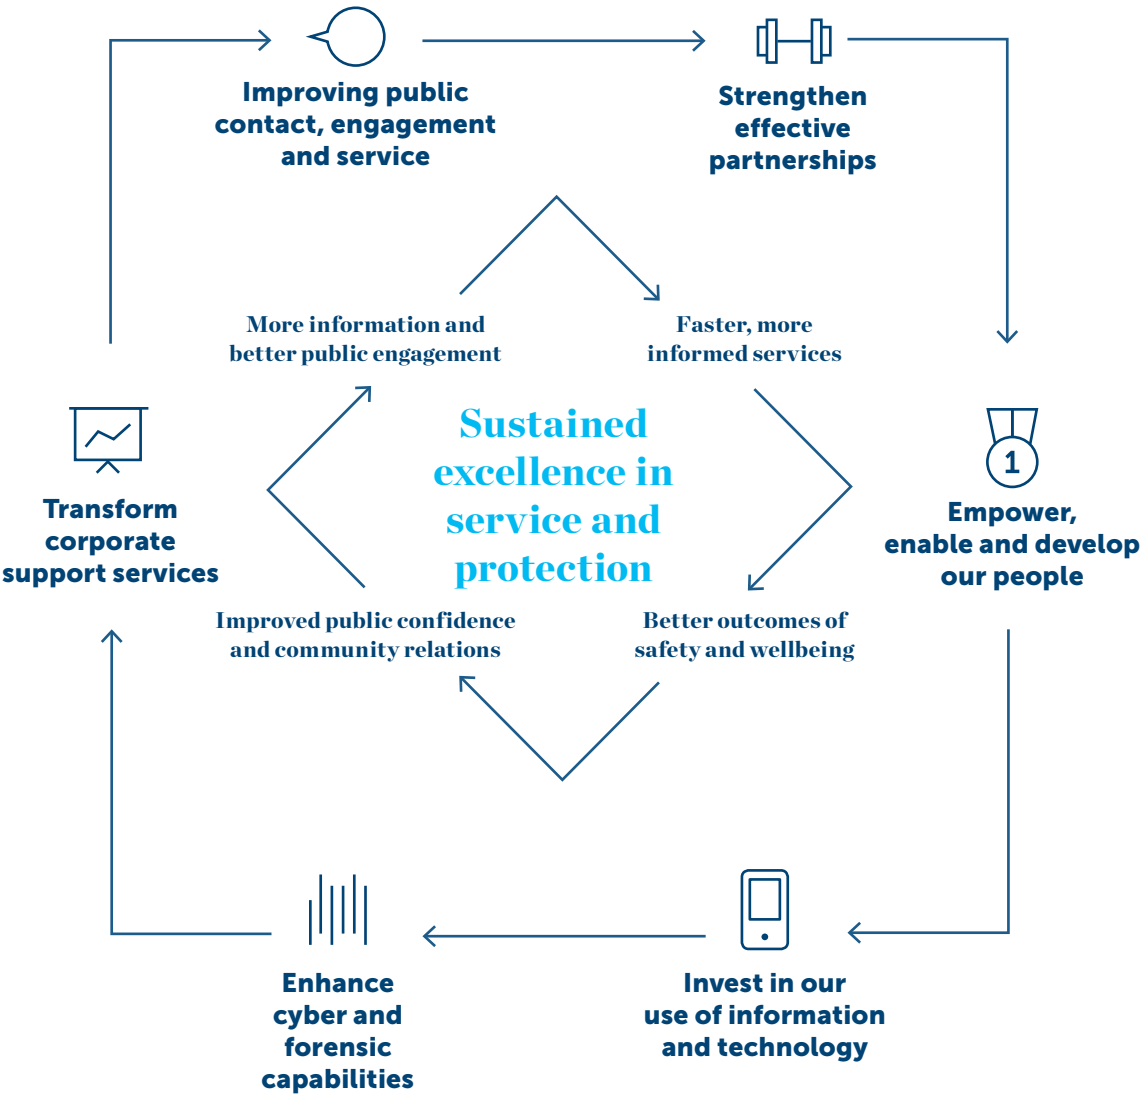 Improving public
contact, engagement
and service
Strengthen
effective
partnerships
More information and
better public engagement
Faster, more
informed services
Sustained
excellence in
service and
protection
Transform
corporate
support services
1
Empower,
enable and develop
our people
Improved public confidence
and community relations
Better outcomes of
safety and wellbeing
Enhance
cyber and
forensic
capabilities
Invest in our
use of information
and technology